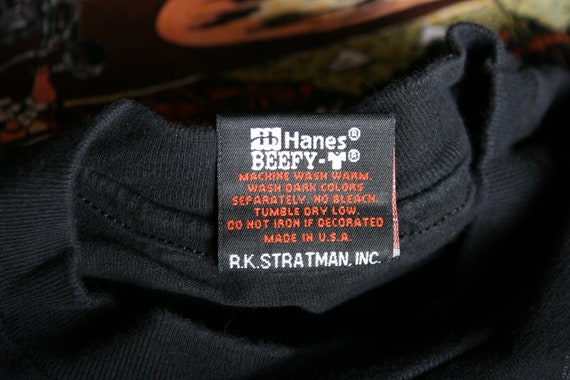 Hanes®
BEEFY-T®
MACHINE WASH WARM.
WASH DARK COLORS
SEPARATELY. NO BLEACH.
TUMBLE DRY LOW.
DO NOT IRON IF DECORATED
MADE IN U.S.A.
R.K. STRATMAN, INC.